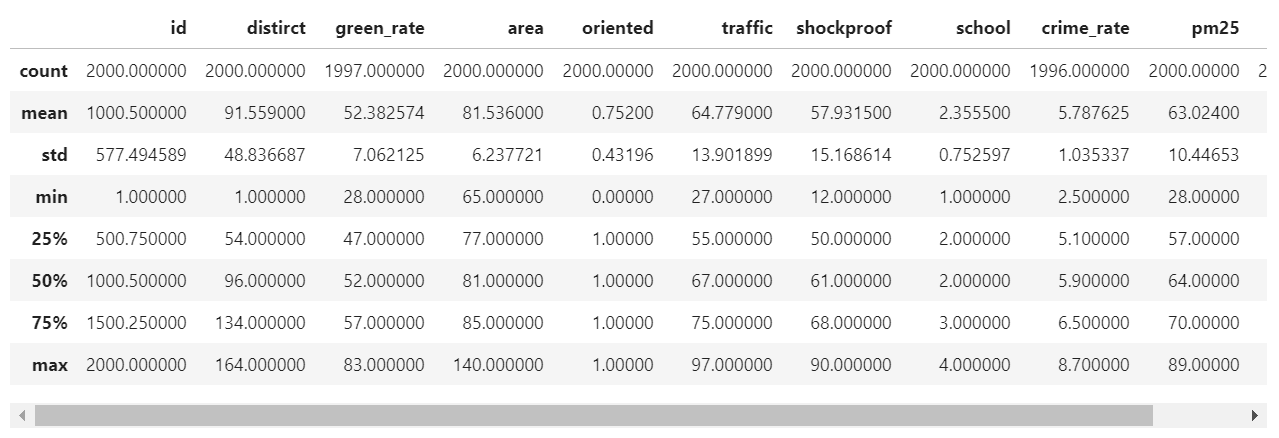 id distirct green_rate area oriented traffic shockproof school crime_rate pm25
count 2000.000000 2000.000000 1997.000000 2000.000000 2000.00000 2000.000000 2000.000000 2000.000000 1996.000000 2000.00000 2
mean 1000.500000 91.559000 52.382574 81.536000 0.75200 64.779000 57.931500 2.355500 5.787625 63.02400
std 577.494589 48.836687 7.062125 6.237721 0.43196 13.901899 15.168614 0.752597 1.035337 10.44653
min 1.000000 1.000000 28.000000 65.000000 0.00000 27.000000 12.000000 1.000000 2.500000 28.00000
25% 500.750000 54.000000 47.000000 77.000000 1.00000 55.000000 50.000000 2.000000 5.100000 57.00000
50% 1000.500000 96.000000 52.000000 81.000000 1.00000 67.000000 61.000000 2.000000 5.900000 64.00000
75% 1500.250000 134.000000 57.000000 85.000000 1.00000 75.000000 68.000000 3.000000 6.500000 70.00000
max 2000.000000 164.000000 83.000000 140.000000 1.00000 97.000000 90.000000 4.000000 8.700000 89.00000